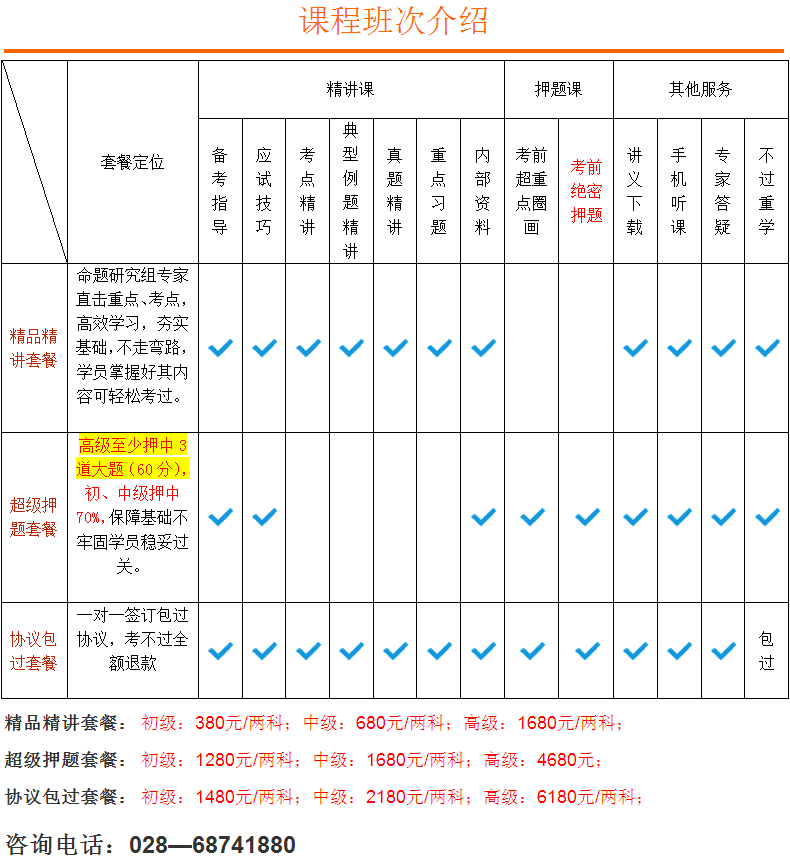 课程班次介绍
精讲课
押题课
其他服务
套餐定位
备考指导
应试技巧
考点精讲
典型例题精讲
真题精讲
重点习题
内部资料
考前超重点圈画
考前绝密押题
讲义下载
手机听课
专家答疑
不过重学
精品精
讲套餐
命题研究组专家
直击重点、考点，
高效学习，夯实
基础，不走弯路，
学员掌握好其内
容可轻松考过。
超级押
题套餐
高级至少押中3
道大题（60分），
初、中级押中
70%，保障基础不
牢固学员稳妥过
关。
协议包
过套餐
一对一签订包过
协议，考不过全
额退款
包过
精品精讲套餐： 初级：380元/两科；中级：680元/两科；高级：1680元/两科；
超级押题套餐： 初级：1280元/两科；中级：1680元/两科；高级：4680元；
协议包过套餐： 初级：1480元/两科；中级：2180元/两科；高级：6180元/两科；
咨询电话：028—68741880